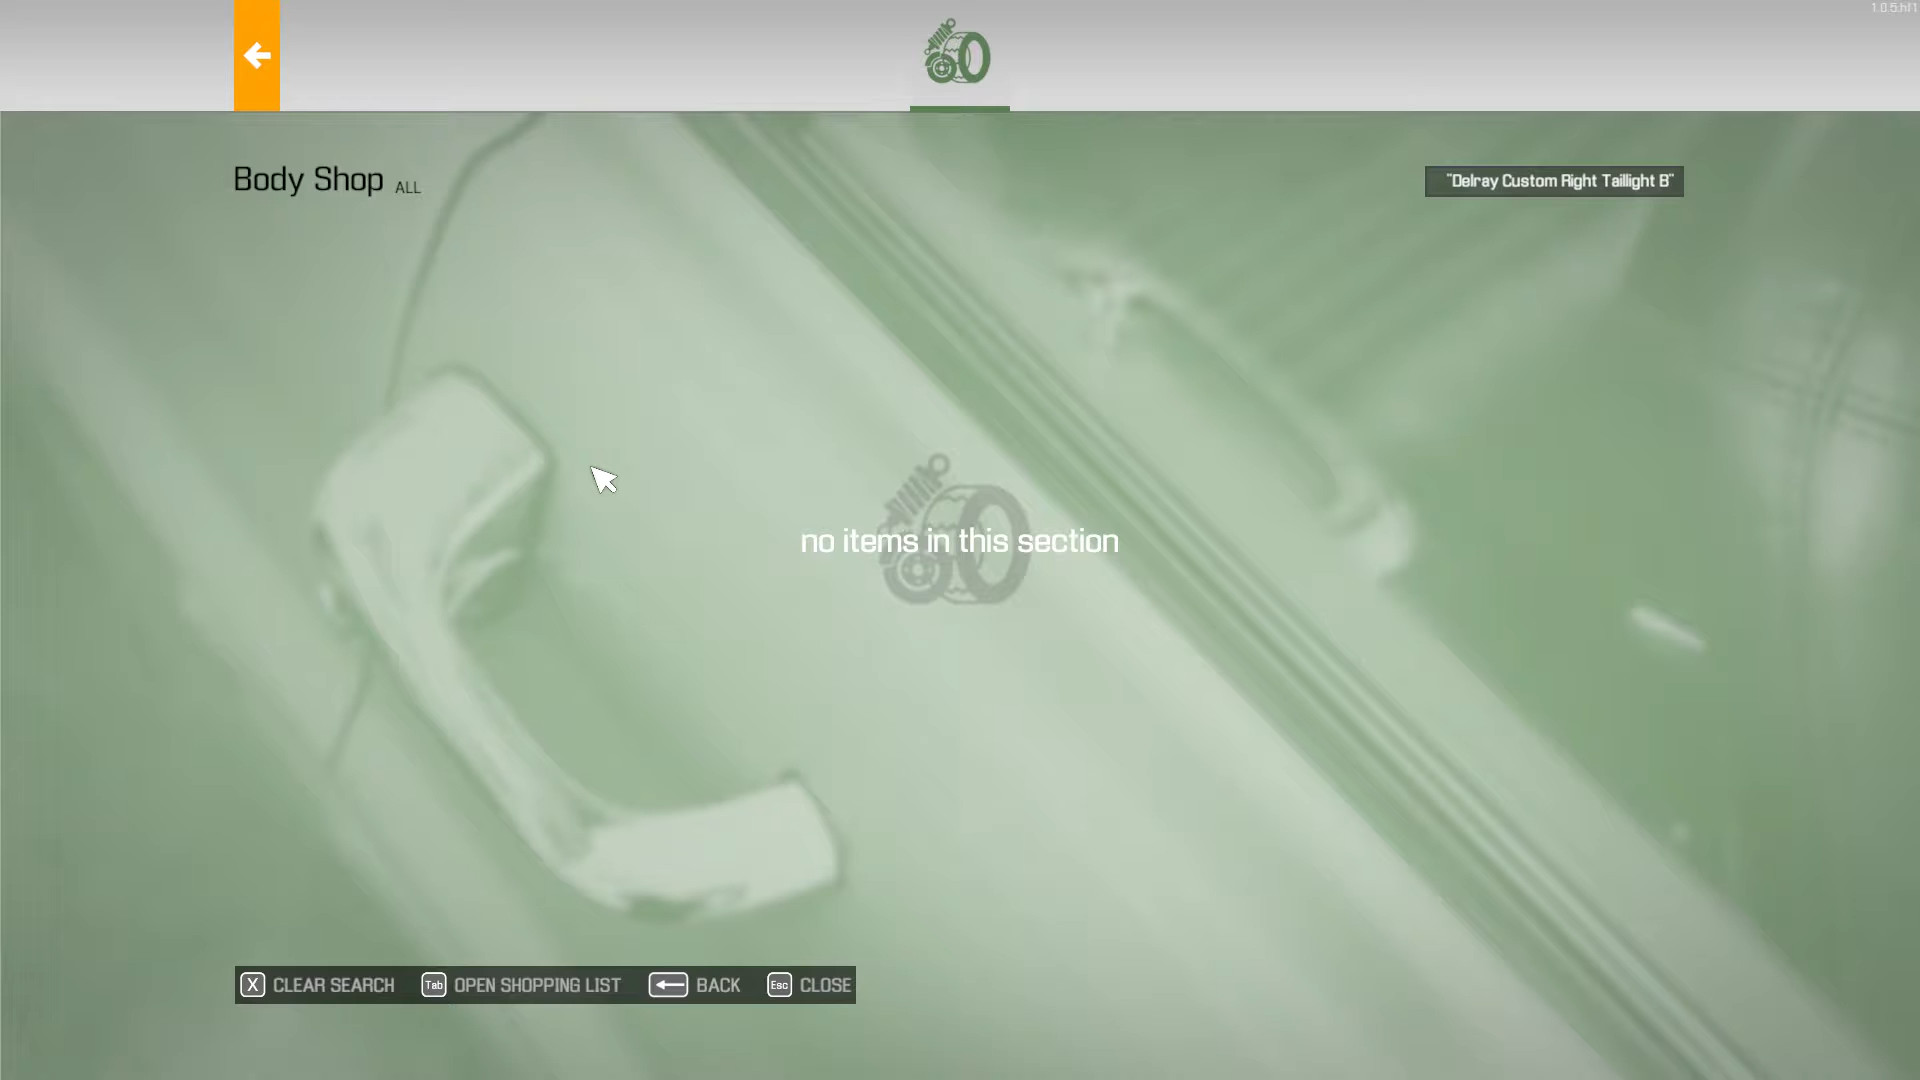 1.0.5.hf1
Body Shop ALL
"Delray Custom Right Taillight B"
no items in this section
X CLEAR SEARCH Tab OPEN SHOPPING LIST BACK Esc CLOSE